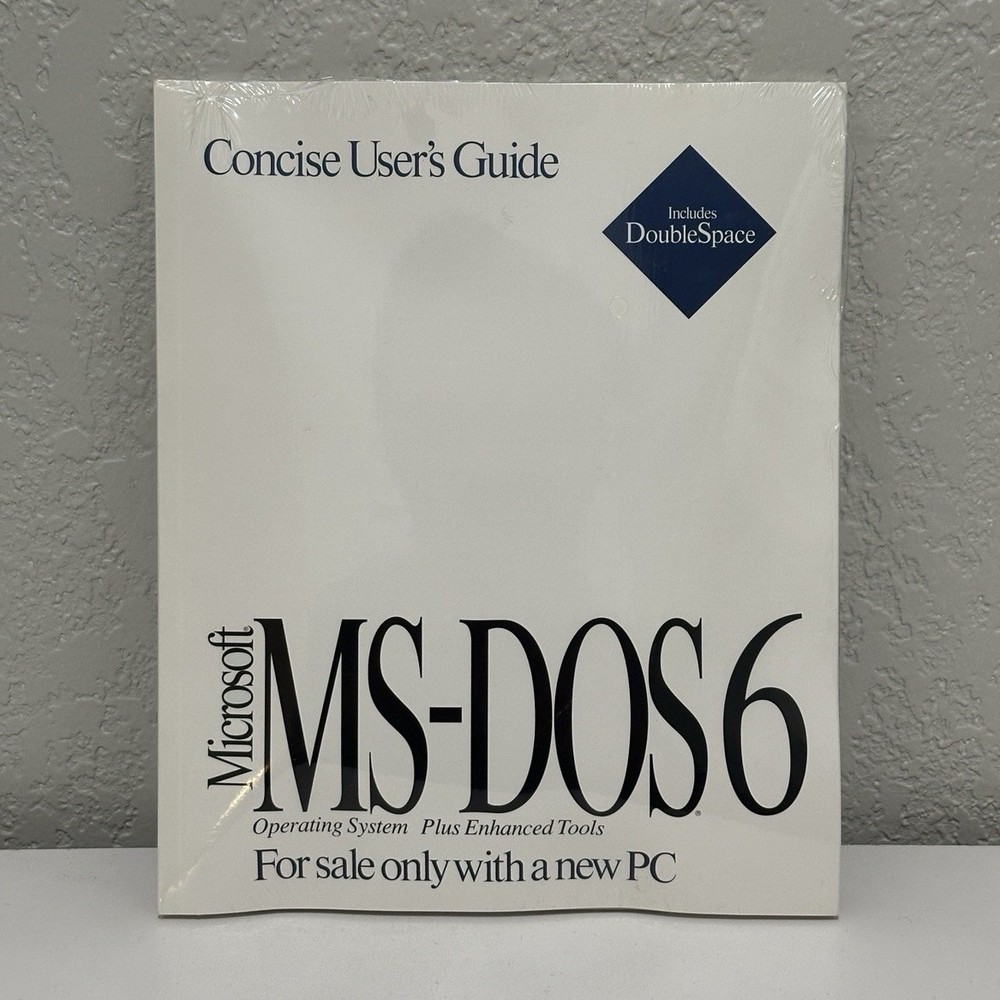 Concise User's Guide
Includes
DoubleSpace
Microsoft®
MS-DOS® 6
Operating System Plus Enhanced Tools
For sale only with a new PC